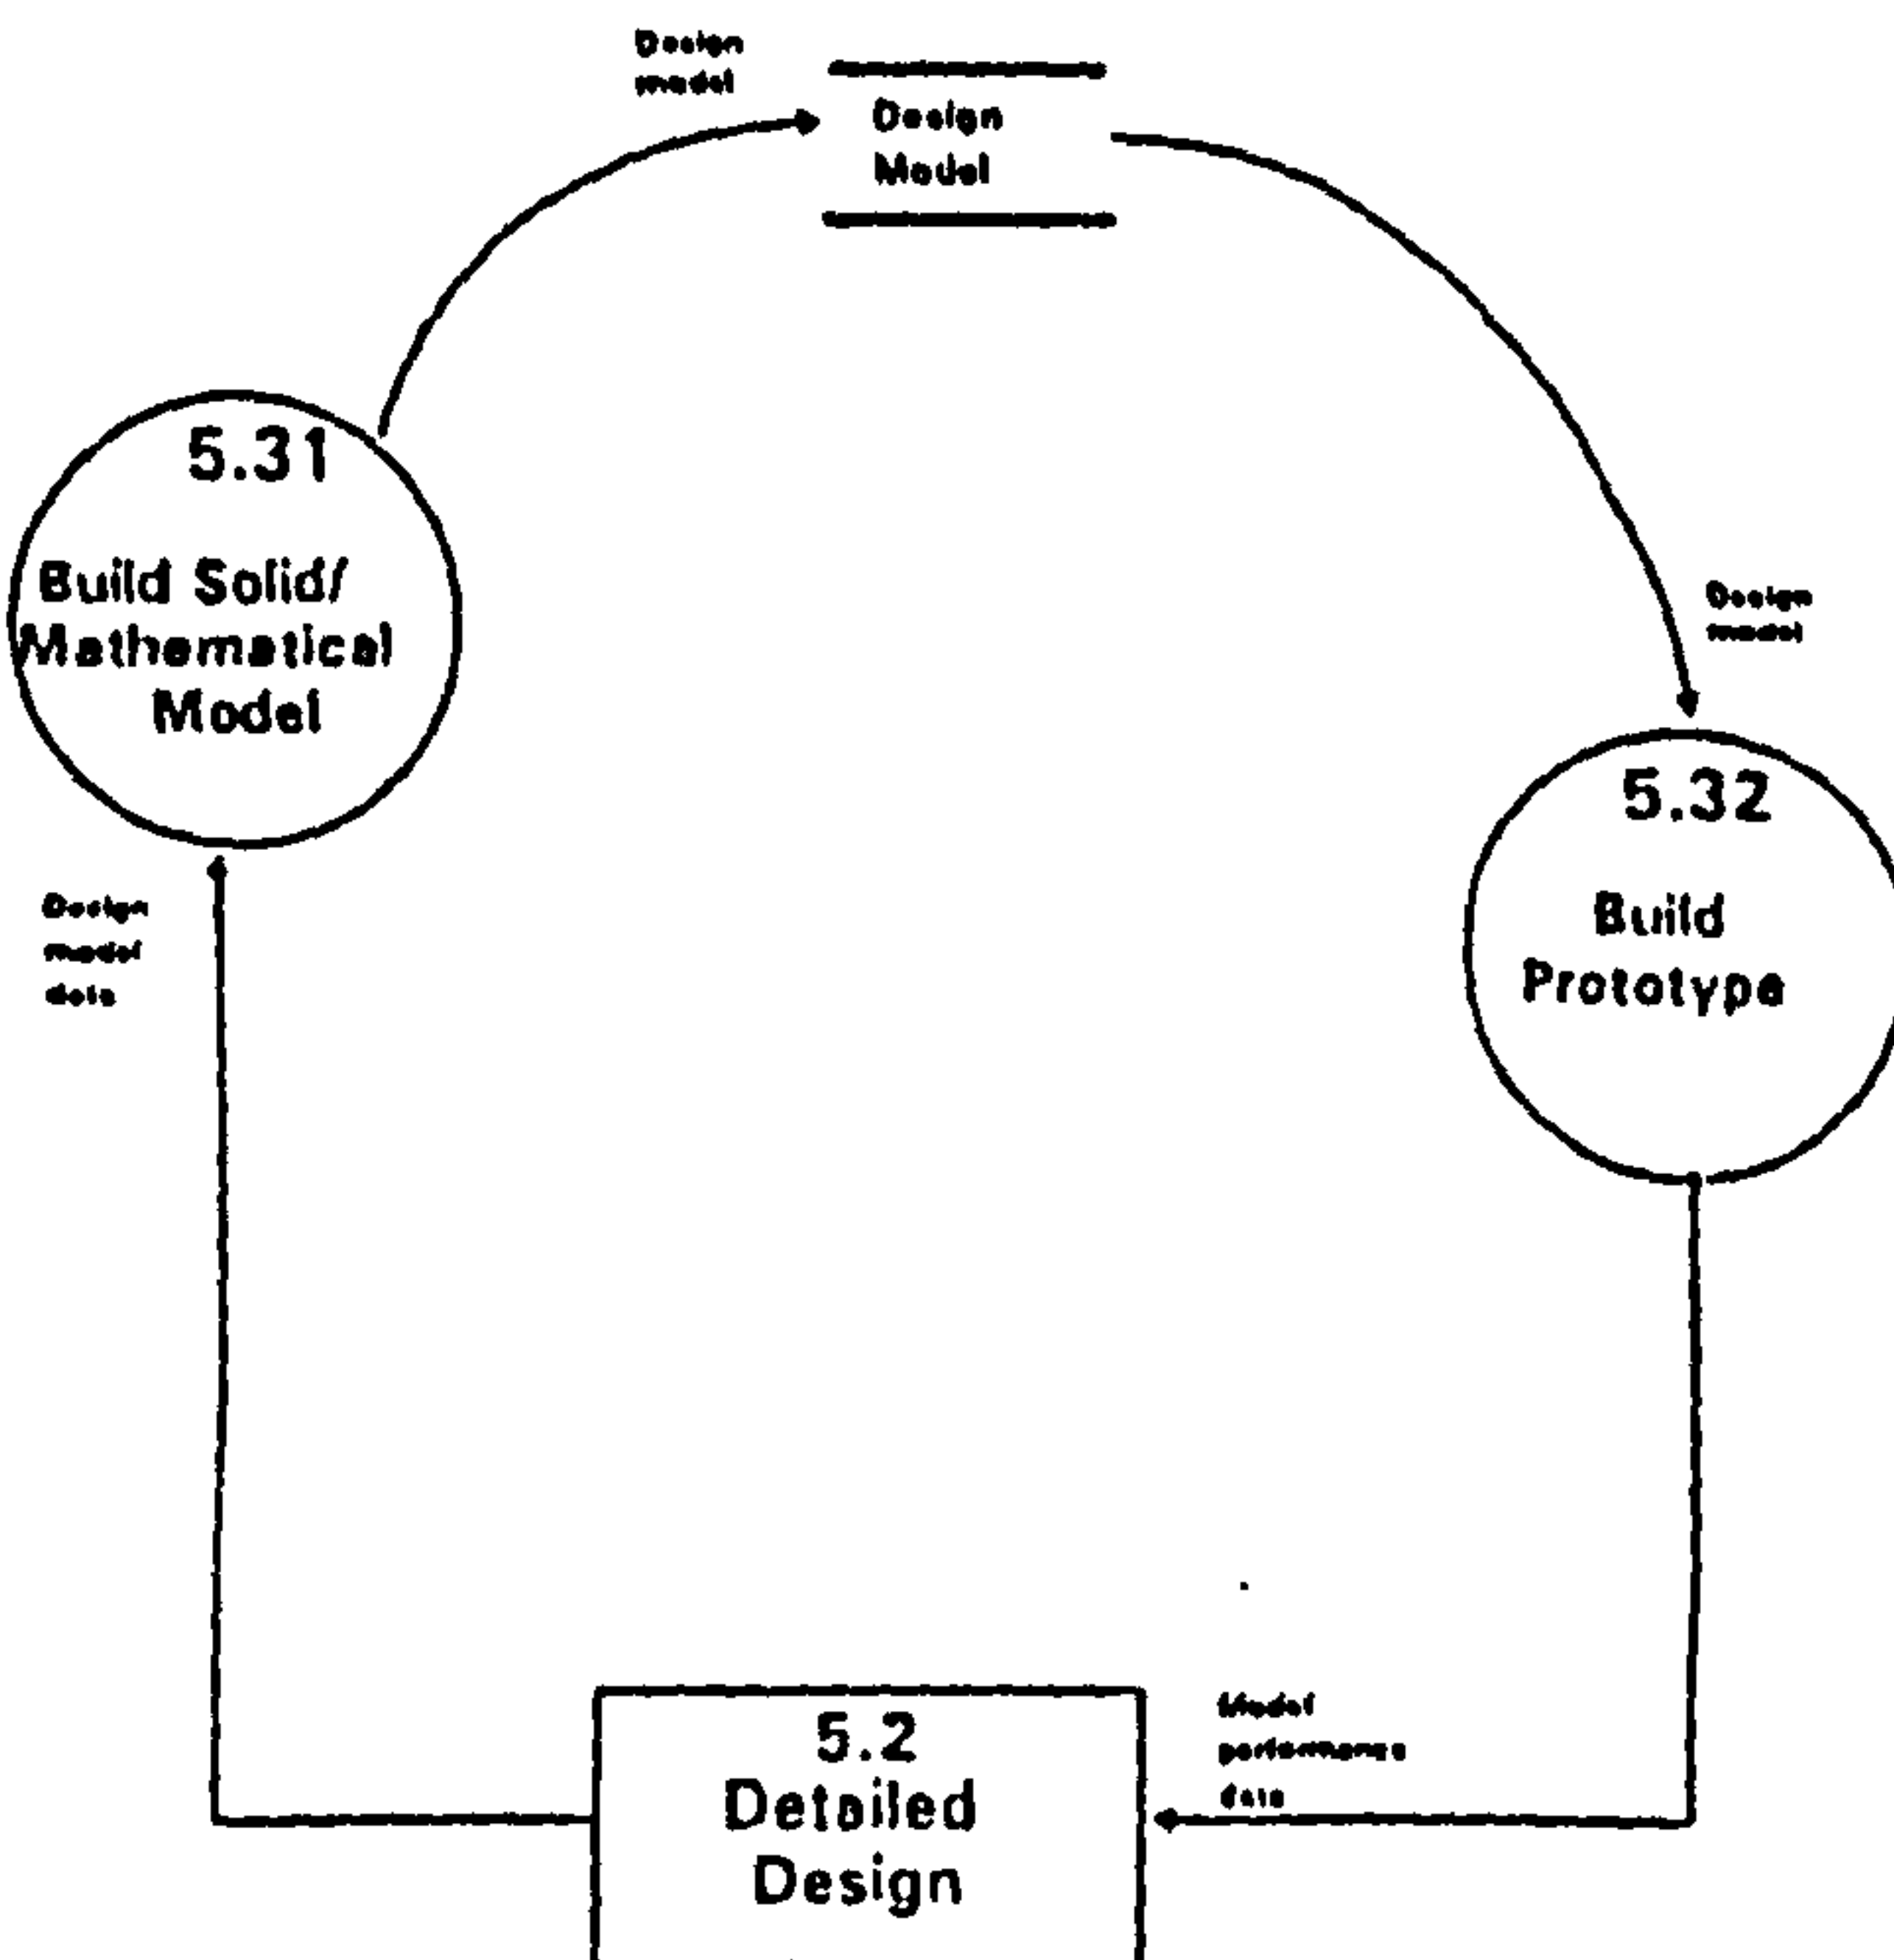 Design
model
Design
Model
5.31
Build Solid/
Mathematical
Model
Design
model
5.32
Build
Prototype
Design
model
data
5.2
Detailed
Design
Model
performance
data